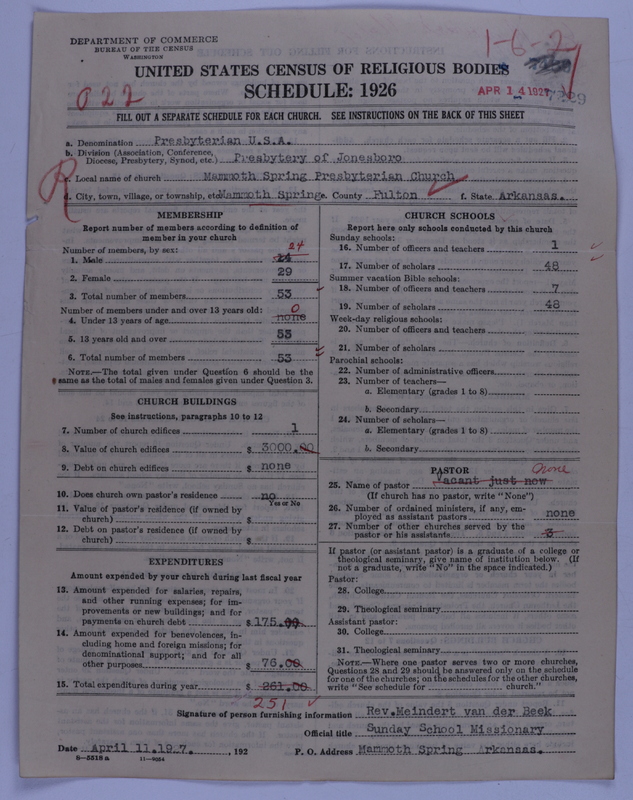 DEPARTMENT OF COMMERCE
BUREAU OF THE CENSUS
WASHINGTON
1-6-2
UNITED STATES CENSUS OF RELIGIOUS BODIES
022
SCHEDULE: 1926
APR 14 1927
FILL OUT A SEPARATE SCHEDULE FOR EACH CHURCH. SEE INSTRUCTIONS ON THE BACK OF THIS SHEET
a. Denomination Presbyterian U.S.A.
b. Division (Association, Conference,
Diocese, Presbytery, Synod, etc.) Presbytery of Jonesboro
c. Local name of church Mammoth Spring Presbyterian Church
R
d. City, town, village, or township, etc. Mammoth Spring e. County Fulton f. State Arkansas.
MEMBERSHIP
Report number of members according to definition of
member in your church
Number of members, by sex:
24
1. Male 24
2. Female 29
3. Total number of members 53
Number of members under and over 13 years old: 0
4. Under 13 years of age none
5. 13 years old and over 53
6. Total number of members 53
NOTE.—The total given under Question 6 should be the
same as the total of males and females given under Question 3.
CHURCH BUILDINGS
See instructions, paragraphs 10 to 12
7. Number of church edifices 1
8. Value of church edifices $ 3000.00
9. Debt on church edifices $ none
10. Does church own pastor's residence no
Yes or No
11. Value of pastor's residence (if owned by
church) $
12. Debt on pastor's residence (if owned by
church) $
EXPENDITURES
Amount expended by your church during last fiscal year
13. Amount expended for salaries, repairs,
and other running expenses; for im-
provements or new buildings; and for
payments on church debt $ 175.00
14. Amount expended for benevolences, in-
cluding home and foreign missions; for
denominational support; and for all
other purposes $ 76.00
15. Total expenditures during year $ 261.00
251
CHURCH SCHOOLS
Report here only schools conducted by this church
Sunday schools:
16. Number of officers and teachers 1
17. Number of scholars 48
Summer vacation Bible schools:
18. Number of officers and teachers 7
19. Number of scholars 48
Week-day religious schools:
20. Number of officers and teachers
21. Number of scholars
Parochial schools:
22. Number of administrative officers
23. Number of teachers—
a. Elementary (grades 1 to 8)
b. Secondary
24. Number of scholars—
a. Elementary (grades 1 to 8)
b. Secondary
PASTOR
None
25. Name of pastor Vacant just now
(If church has no pastor, write "None")
26. Number of ordained ministers, if any, em-
ployed as assistant pastors none
27. Number of other churches served by the
pastor or his assistants 3
If pastor (or assistant pastor) is a graduate of a college or
theological seminary, give name of institution below. (If
not a graduate, write "No" in the space indicated.)
Pastor:
28. College
29. Theological seminary
Assistant pastor:
30. College
31. Theological seminary
NOTE.—Where one pastor serves two or more churches,
Questions 28 and 29 should be answered only on the schedule
for one of the churches; on the schedules for the other churches,
write "See schedule for church."
Signature of person furnishing information Rev. Meindert van der Beek
Official title Sunday School Missionary
Date April 11.19 7. , 192 P. O. Address Mammoth Spring Arkansas.
8-5518 a 11-9554